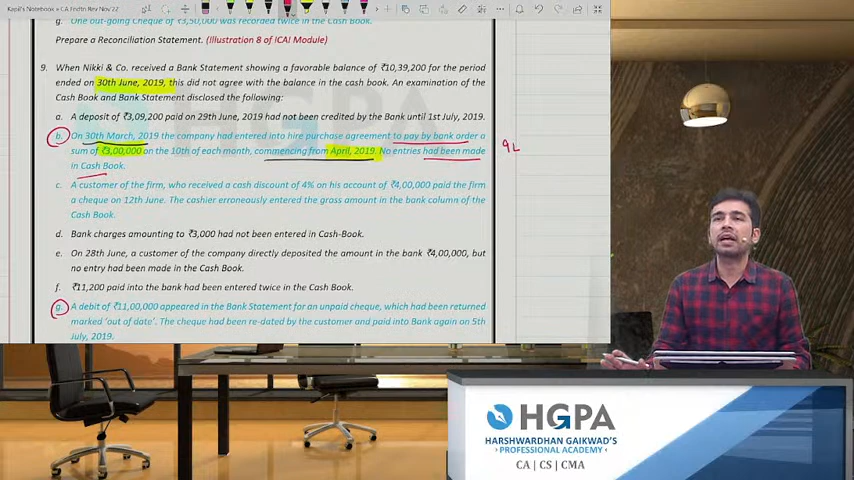 Kapil's Notebook » CA Fndtn Rev Nov'22
g. One out-going Cheque of ₹3,50,000 was recorded twice in the Cash Book.
Prepare a Reconciliation Statement. (Illustration 8 of ICAI Module)
9. When Nikki & Co. received a Bank Statement showing a favorable balance of ₹10,39,200 for the period
ended on 30th June, 2019, this did not agree with the balance in the cash book. An examination of the
Cash Book and Bank Statement disclosed the following:
a. A deposit of ₹3,09,200 paid on 29th June, 2019 had not been credited by the Bank until 1st July, 2019.
b. On 30th March, 2019 the company had entered into hire purchase agreement to pay by bank order a
sum of ₹3,00,000 on the 10th of each month, commencing from April, 2019. No entries had been made
in Cash Book.
9L
c. A customer of the firm, who received a cash discount of 4% on his account of ₹4,00,000 paid the firm
a cheque on 12th June. The cashier erroneously entered the gross amount in the bank column of the
Cash Book.
d. Bank charges amounting to ₹3,000 had not been entered in Cash-Book.
e. On 28th June, a customer of the company directly deposited the amount in the bank ₹4,00,000, but
no entry had been made in the Cash Book.
f. ₹11,200 paid into the bank had been entered twice in the Cash Book.
g. A debit of ₹11,00,000 appeared in the Bank Statement for an unpaid cheque, which had been returned
marked 'out of date'. The cheque had been re-dated by the customer and paid into Bank again on 5th
July, 2019.
HGPA
HARSHWARDHAN GAIKWAD'S
PROFESSIONAL ACADEMY
CA | CS | CMA